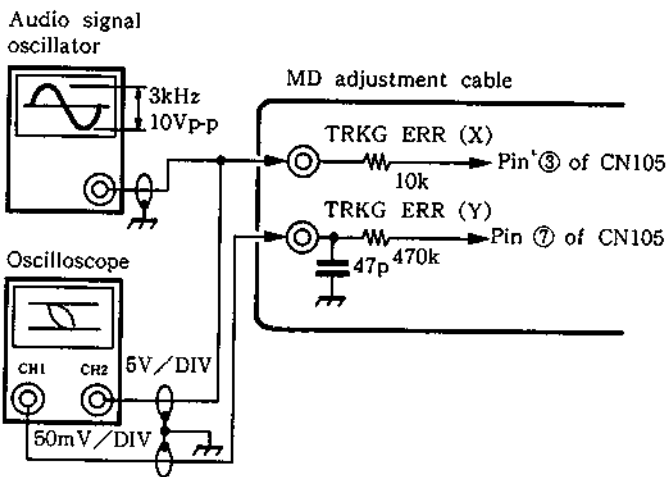 Audio signal
oscillator
3kHz
10Vp-p
MD adjustment cable
TRKG ERR (X)
10k
Pin ③ of CN105
TRKG ERR (Y)
47p
470k
Pin ⑦ of CN105
Oscilloscope
CH1
CH2
5V/DIV
50mV/DIV